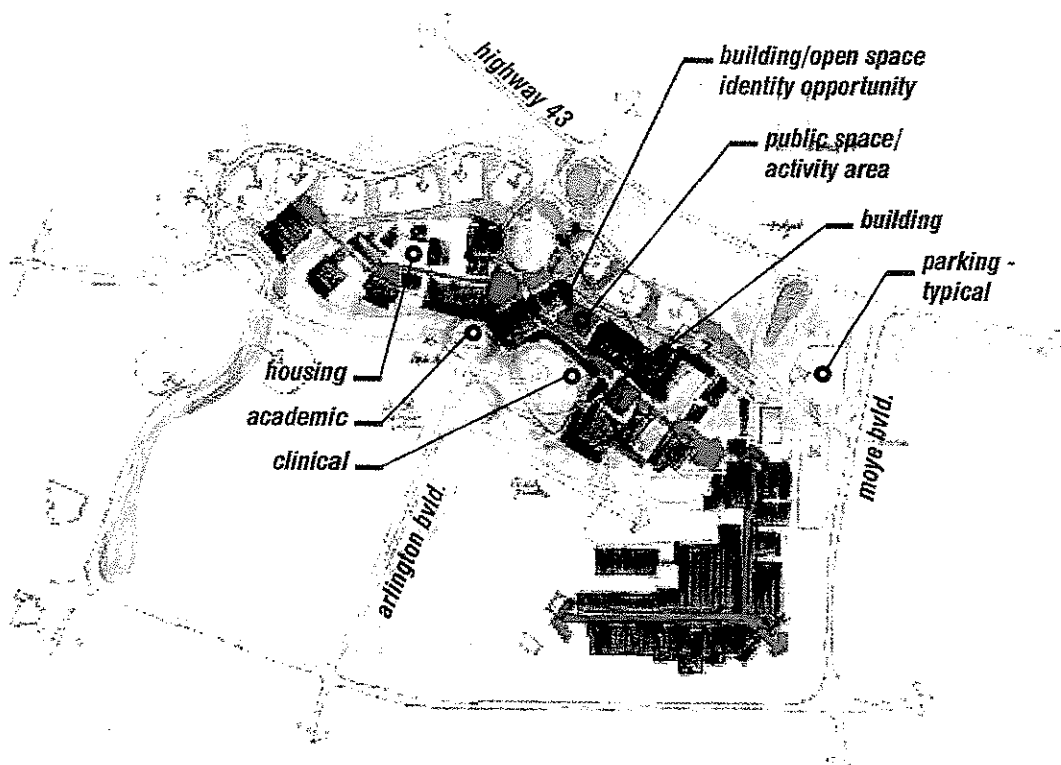 highway 43
building/open space
identity opportunity
public space/
activity area
building
parking -
typical
housing
academic
clinical
arlington bvld.
moye bvld.